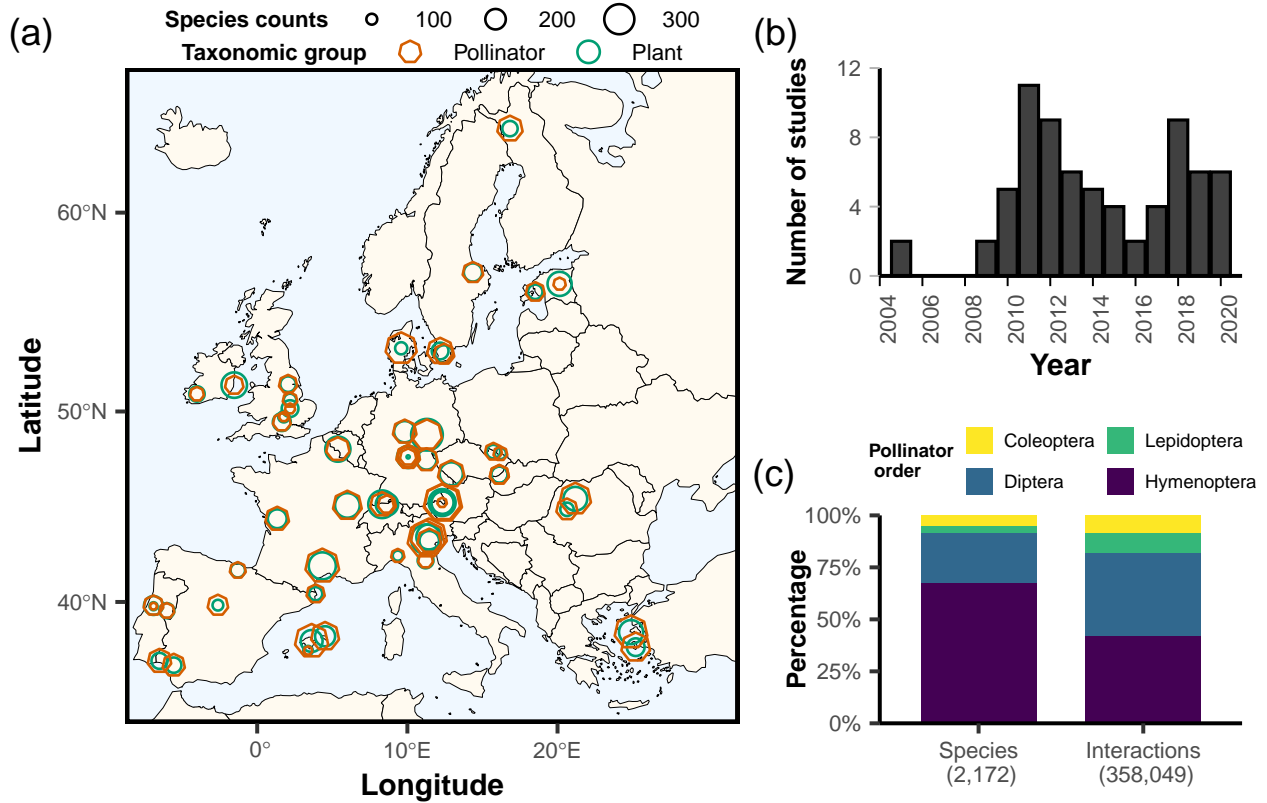 (a)
Species counts 100 200 300
Taxonomic group Pollinator Plant
60°N
50°N
40°N
Latitude
0° 10°E 20°E
Longitude
(b)
12
8
4
0
Number of studies
2004 2006 2008 2010 2012 2014 2016 2018 2020
Year
(c)
Pollinator order
Coleoptera Lepidoptera
Diptera Hymenoptera
100%
75%
50%
25%
0%
Percentage
Species Interactions
(2,172) (358,049)